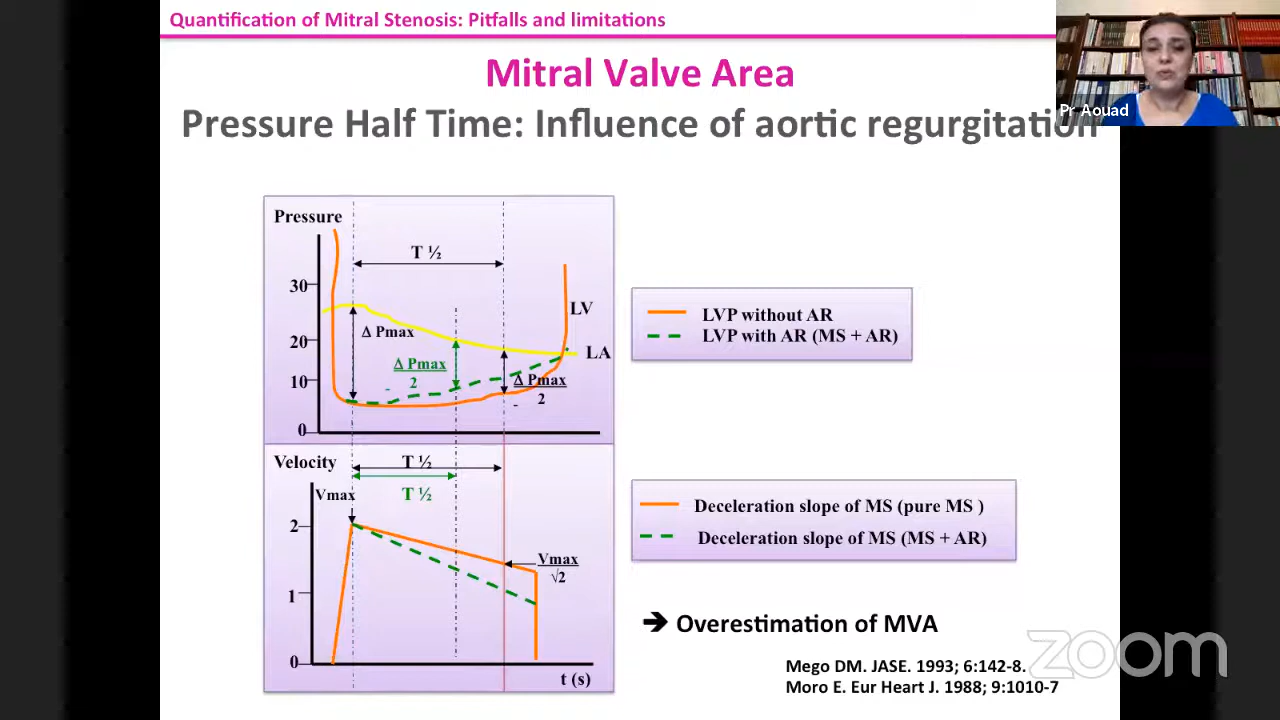 Quantification of Mitral Stenosis: Pitfalls and limitations
Mitral Valve Area
Pressure Half Time: Influence of aortic regurgitation
Pr Aouad
Pressure
T ½
30
20
10
0
Δ Pmax
Δ Pmax
2
Δ Pmax
2
LV
LA
LVP without AR
LVP with AR (MS + AR)
Velocity
T ½
T ½
Vmax
2
1
0
Vmax
√2
t (s)
Deceleration slope of MS (pure MS )
Deceleration slope of MS (MS + AR)
➔ Overestimation of MVA
Mego DM. JASE. 1993; 6:142-8.
Moro E. Eur Heart J. 1988; 9:1010-7
zoom